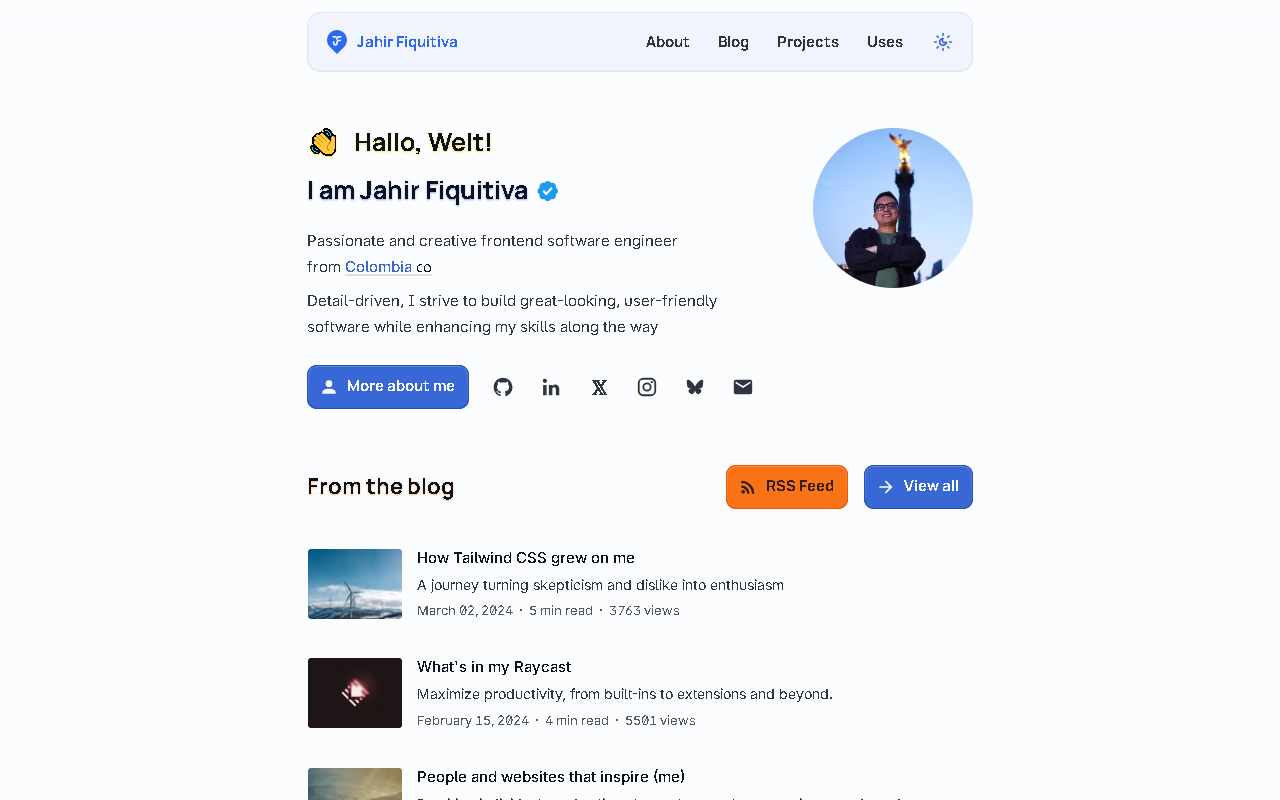 Jahir Fiquitiva
About
Blog
Projects
Uses
Hallo, Welt!
I am Jahir Fiquitiva
Passionate and creative frontend software engineer
from Colombia co
Detail-driven, I strive to build great-looking, user-friendly
software while enhancing my skills along the way
More about me
From the blog
RSS Feed
View all
How Tailwind CSS grew on me
A journey turning skepticism and dislike into enthusiasm
March 02, 2024 · 5 min read · 3763 views
What's in my Raycast
Maximize productivity, from built-ins to extensions and beyond.
February 15, 2024 · 4 min read · 5501 views
People and websites that inspire (me)